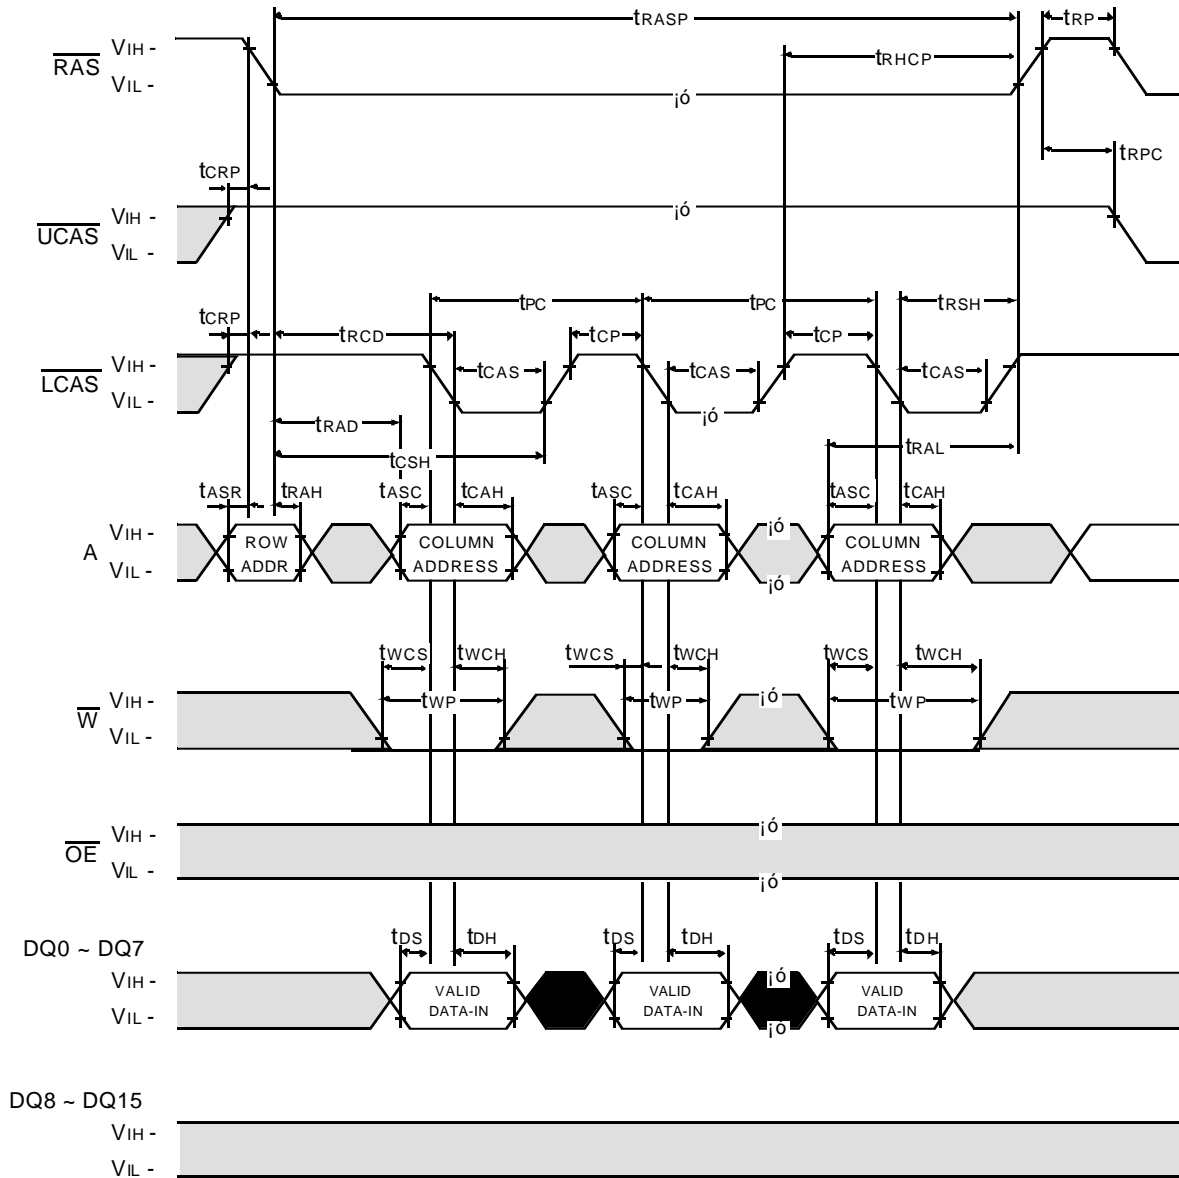 tRASP tRP
RAS VIH - tRHCP
VIL -
¡ó
tCRP tRPC
UCAS VIH - ¡ó
VIL -
tPC tPC tRSH
tCRP tRCD tCP tCP
LCAS VIH - tCAS tCAS tCAS
VIL - ¡ó
tRAD tRAL
tCSH
tASR tRAH tASC tCAH tASC tCAH tASC tCAH
A VIH - ROW COLUMN COLUMN ¡ó COLUMN
VIL - ADDR ADDRESS ADDRESS ¡ó ADDRESS
tWCS tWCH tWCS tWCH tWCS tWCH
W VIH - tWP tWP ¡ó tWP
VIL -
OE VIH - ¡ó
VIL - ¡ó
tDS tDH tDS tDH tDS tDH
DQ0 ~ DQ7
VIH - VALID VALID ¡ó VALID
VIL - DATA-IN DATA-IN ¡ó DATA-IN
DQ8 ~ DQ15
VIH -
VIL -